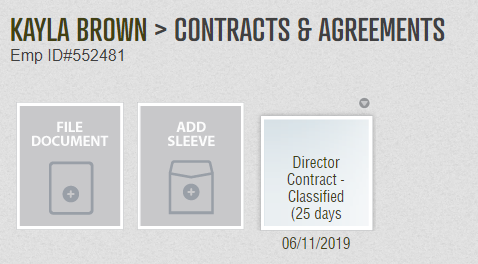 KAYLA BROWN > CONTRACTS & AGREEMENTS
Emp ID#552481
FILE
DOCUMENT
ADD
SLEEVE
Director
Contract -
Classified
(25 days
06/11/2019